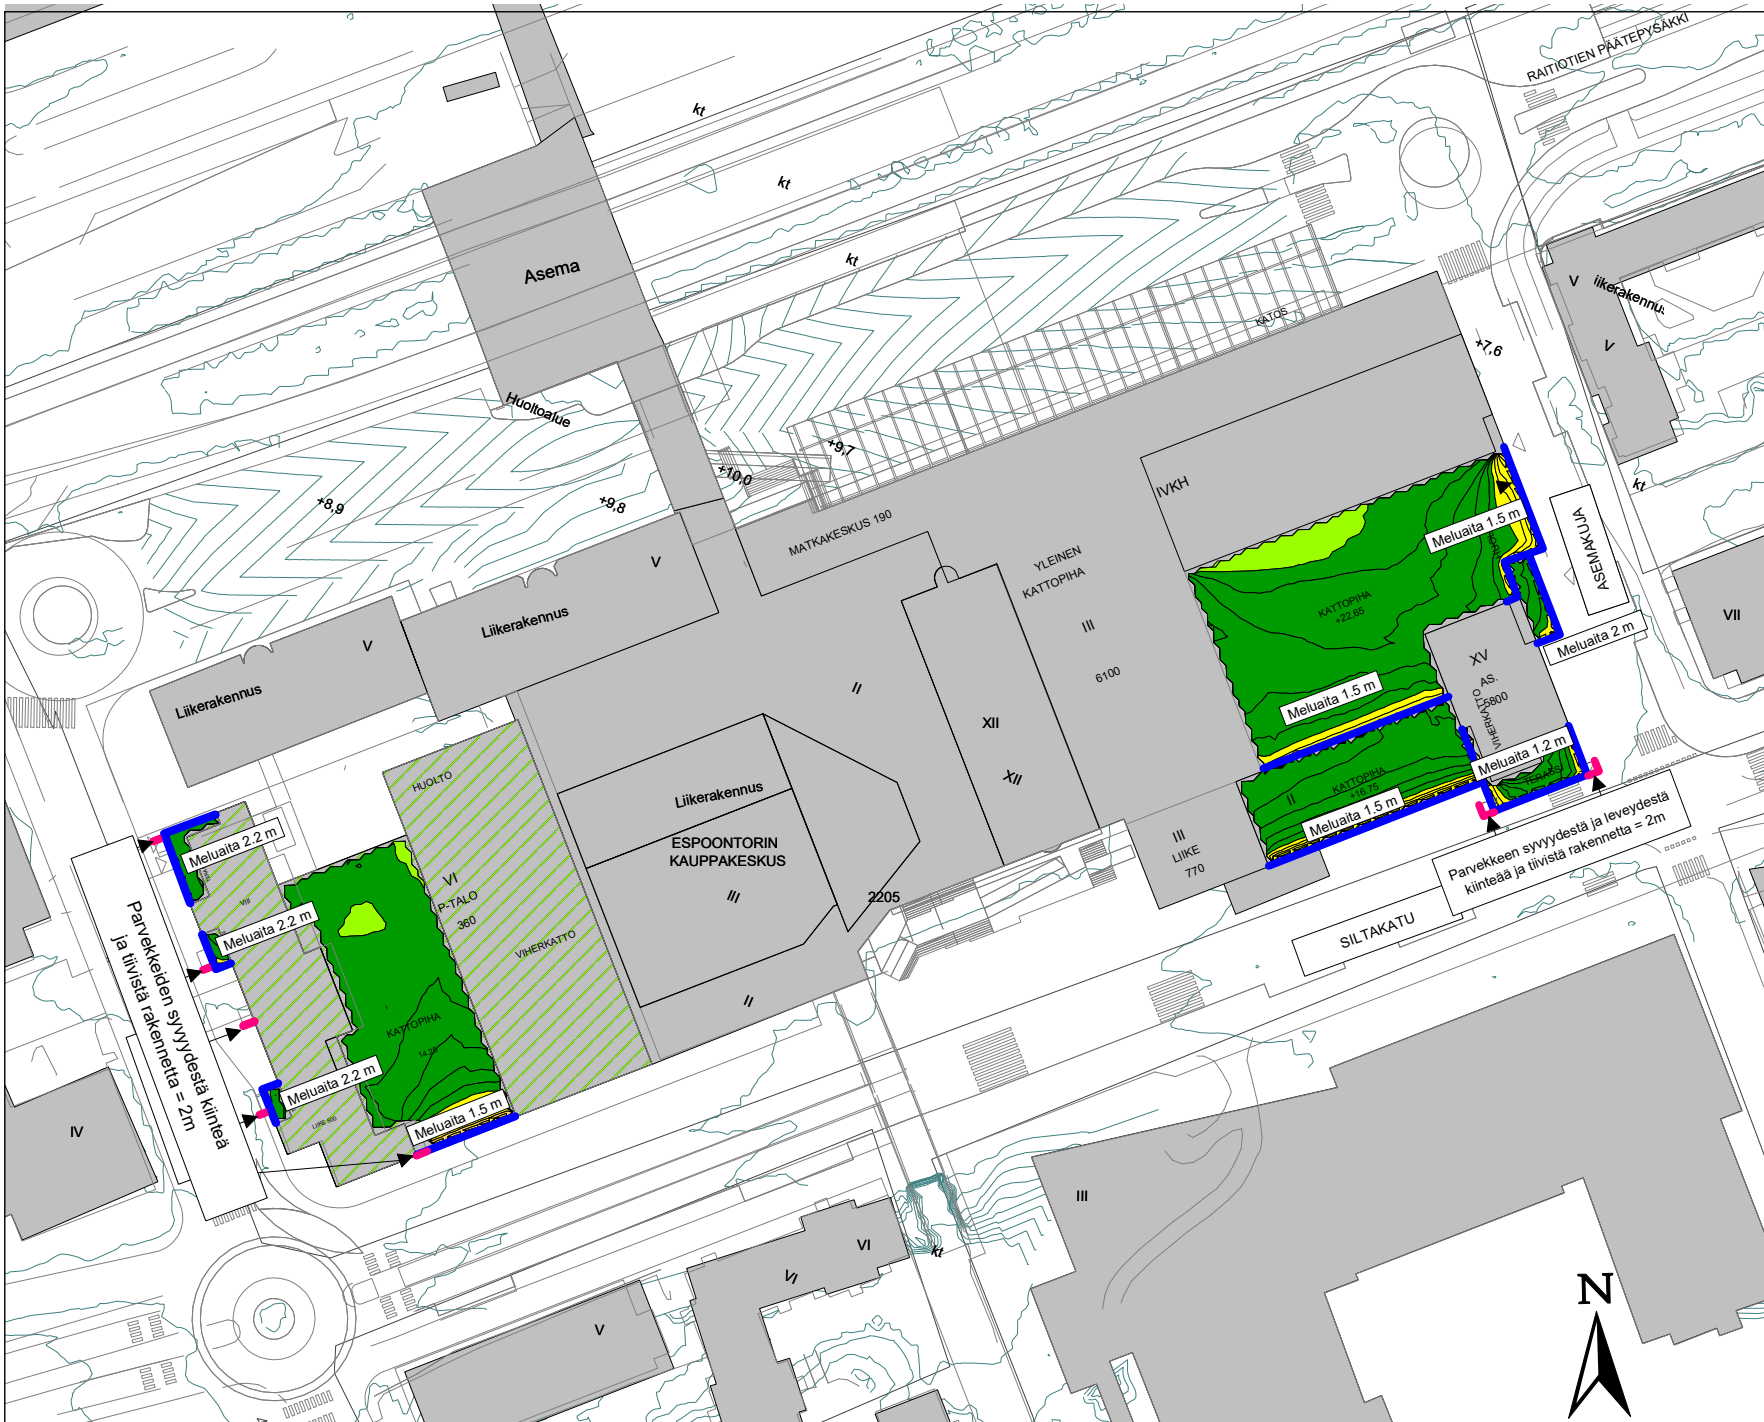 RAITIOTIEN PÄÄTEPYSÄKKI
kt
kt
kt
Asema
V
V
KATOS
+7,6
Huoltoalue
+9,7
+10,0
+8,9
+9,8
kt
IVKH
MATKAKESKUS 190
Meluaita 1.5 m
ASEMAKUJA
YLEINEN
KATTOPIHA
III
6100
KATTOPIHA
+22.65
V
Liikerakennus
V
Liikerakennus
VII
Meluaita 2 m
XV
AS.
5800
VIHERKATTO
II
XII
XII
Meluaita 1.5 m
Meluaita 1.2 m
TERASSI
II
KATTOPIHA
+16.75
Meluaita 1.5 m
HUOLTO
Liikerakennus
ESPOONTORIN
KAUPPAKESKUS
III
2205
II
III
LIIKE
770
Parvekkeen syvyydestä ja leveydestä
kiinteää ja tiivistä rakennetta = 2m
SILTAKATU
Meluaita 2.2 m
VIII
VI
P-TALO
360
VIHERKATTO
Meluaita 2.2 m
Parvekkeiden syvyydestä kiinteä
ja tiivistä rakennetta = 2m
KATTOPIHA
Meluaita 2.2 m
Meluaita 1.5 m
IV
III
VI
VI
kt
V
N